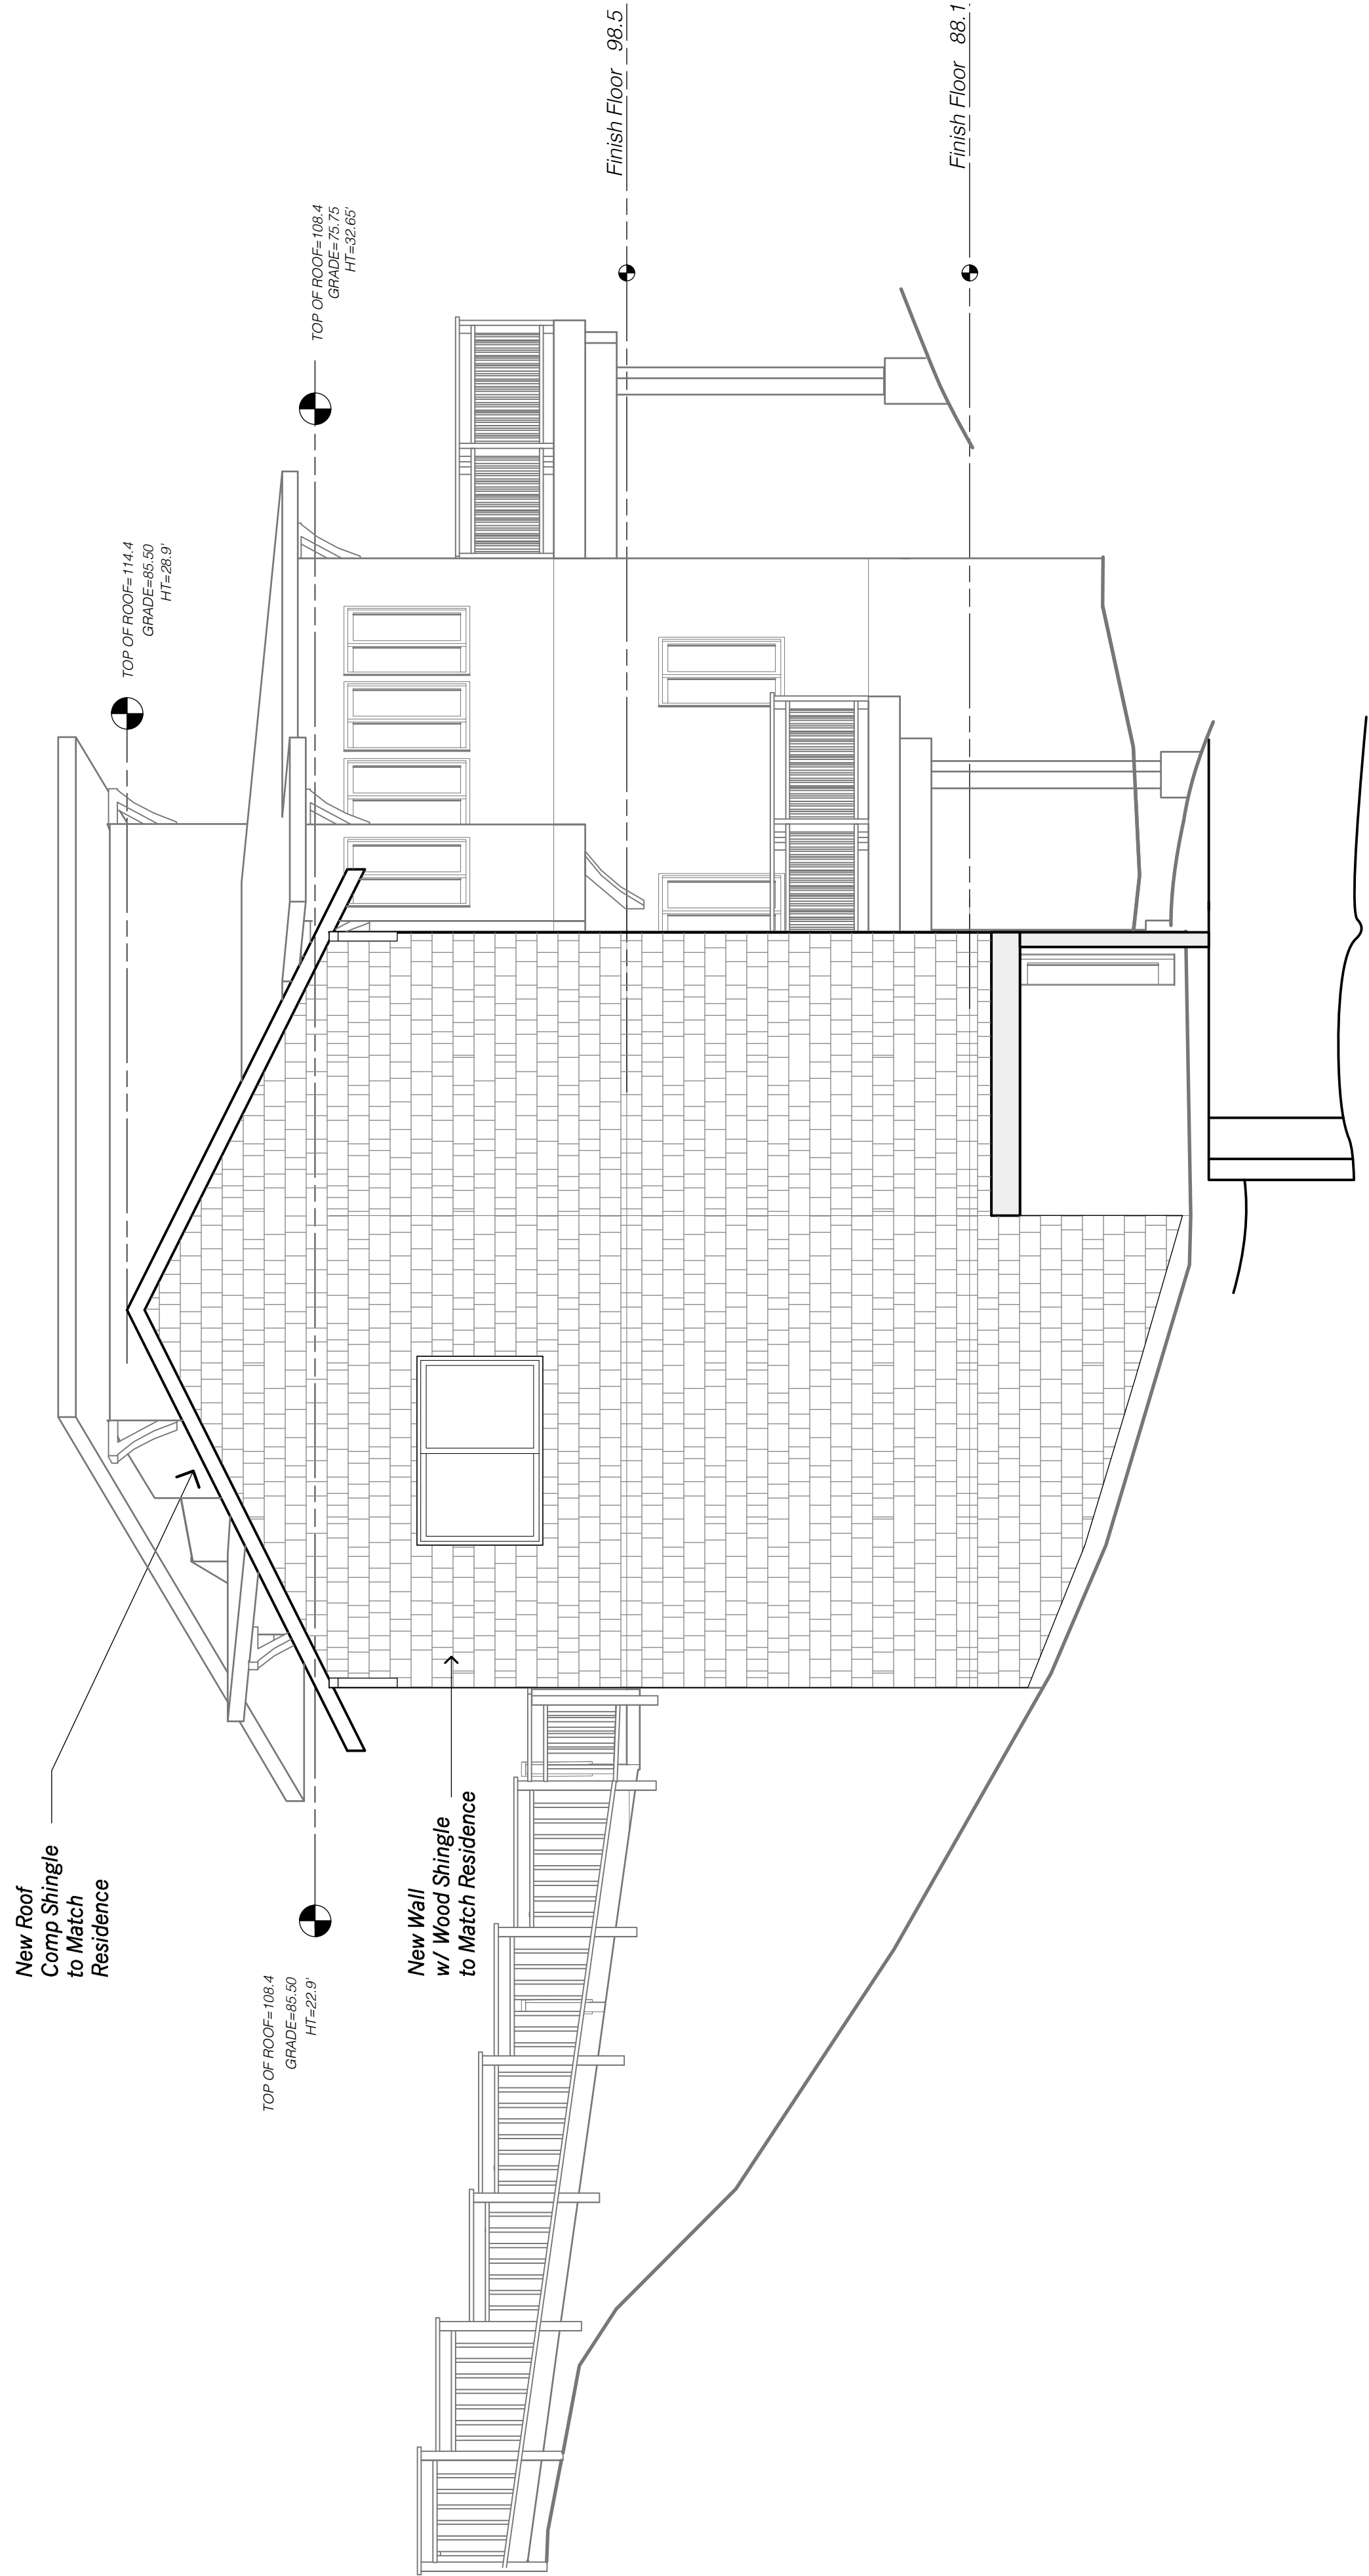 New Roof
Comp Shingle
to Match
Residence
TOP OF ROOF=114.4
GRADE=85.50
HT=28.9'
TOP OF ROOF=108.4
GRADE=85.50
HT=22.9'
TOP OF ROOF=108.4
GRADE=75.75
HT=32.65'
New Wall
w/ Wood Shingle
to Match Residence
Finish Floor 98.5
Finish Floor 88.1